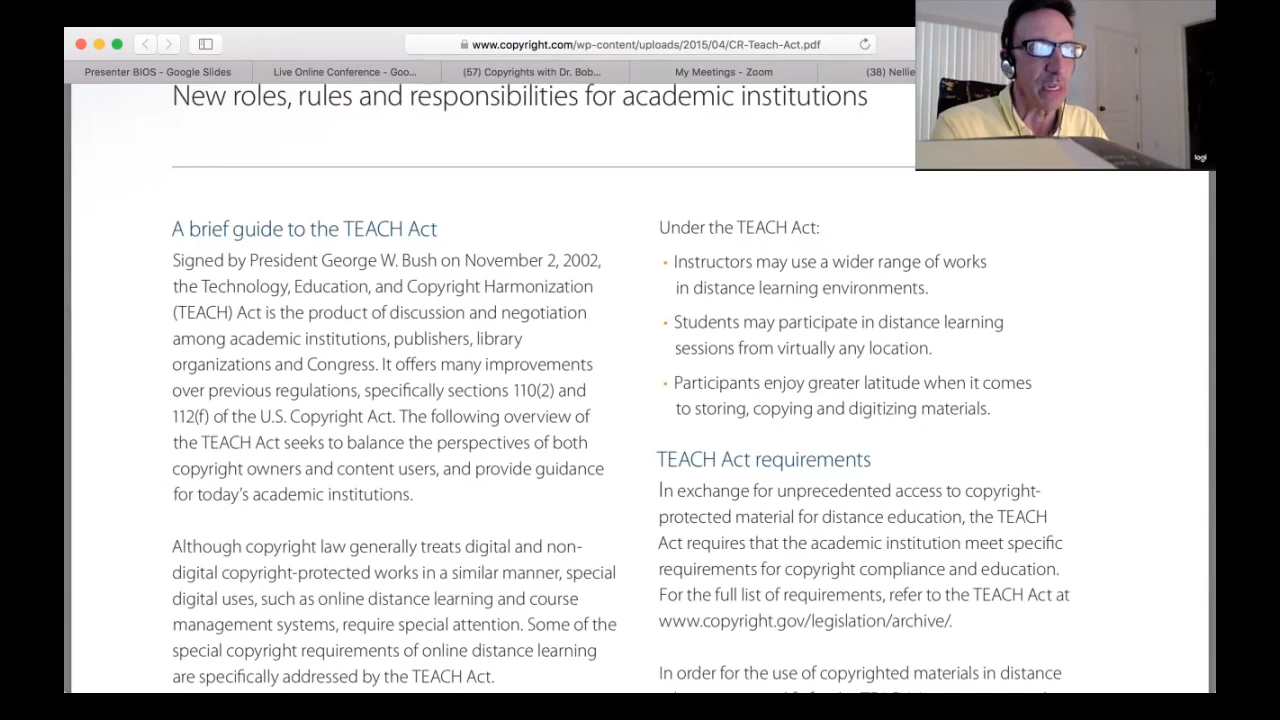 www.copyright.com/wp-content/uploads/2015/04/CR-Teach-Act.pdf
Presenter BIOS - Google Slides
Live Online Conference - Goo...
(57) Copyrights with Dr. Bob...
My Meetings - Zoom
(38) Nellie
New roles, rules and responsibilities for academic institutions
logi
A brief guide to the TEACH Act
Signed by President George W. Bush on November 2, 2002,
the Technology, Education, and Copyright Harmonization
(TEACH) Act is the product of discussion and negotiation
among academic institutions, publishers, library
organizations and Congress. It offers many improvements
over previous regulations, specifically sections 110(2) and
112(f) of the U.S. Copyright Act. The following overview of
the TEACH Act seeks to balance the perspectives of both
copyright owners and content users, and provide guidance
for today's academic institutions.
Although copyright law generally treats digital and non-
digital copyright-protected works in a similar manner, special
digital uses, such as online distance learning and course
management systems, require special attention. Some of the
special copyright requirements of online distance learning
are specifically addressed by the TEACH Act.
Under the TEACH Act:
• Instructors may use a wider range of works
in distance learning environments.
• Students may participate in distance learning
sessions from virtually any location.
• Participants enjoy greater latitude when it comes
to storing, copying and digitizing materials.
TEACH Act requirements
In exchange for unprecedented access to copyright-
protected material for distance education, the TEACH
Act requires that the academic institution meet specific
requirements for copyright compliance and education.
For the full list of requirements, refer to the TEACH Act at
www.copyright.gov/legislation/archive/.
In order for the use of copyrighted materials in distance